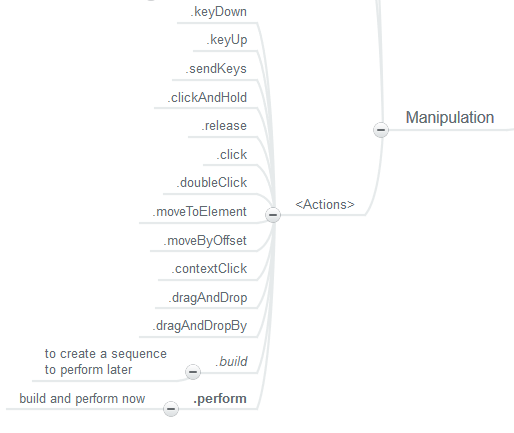 .keyDown
.keyUp
.sendKeys
.clickAndHold
.release
.click
.doubleClick
.moveToElement
.moveByOffset
.contextClick
.dragAndDrop
.dragAndDropBy
to create a sequence
to perform later
.build
build and perform now
.perform
<Actions>
Manipulation